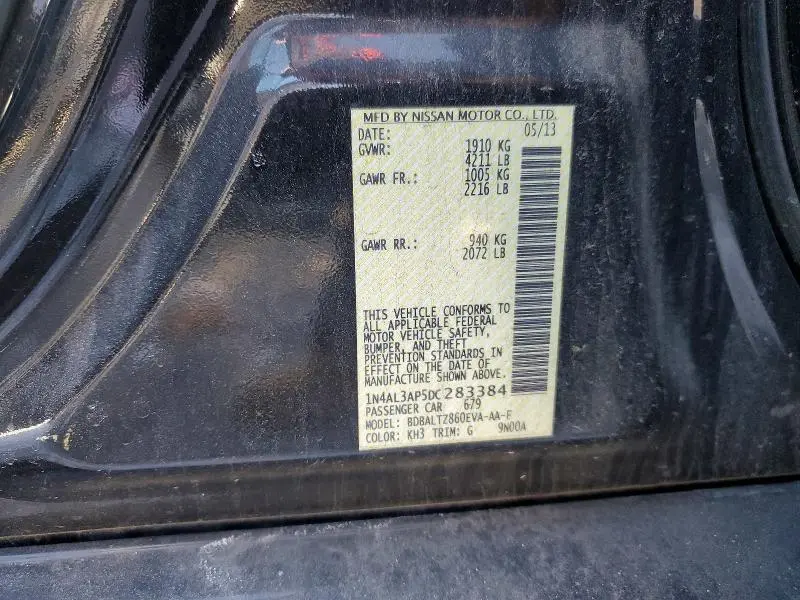 MFD BY NISSAN MOTOR CO., LTD.
DATE: 05/13
GVWR: 1910 KG
4211 LB
GAWR FR.: 1005 KG
2216 LB
GAWR RR.: 940 KG
2072 LB
THIS VEHICLE CONFORMS TO
ALL APPLICABLE FEDERAL
MOTOR VEHICLE SAFETY,
BUMPER, AND THEFT
PREVENTION STANDARDS IN
EFFECT ON THE DATE OF
MANUFACTURE SHOWN ABOVE.
1N4AL3AP5DC283384
PASSENGER CAR 679
MODEL: BDBALTZ860EVA-AA-F
COLOR: KH3 TRIM: G 9N00A